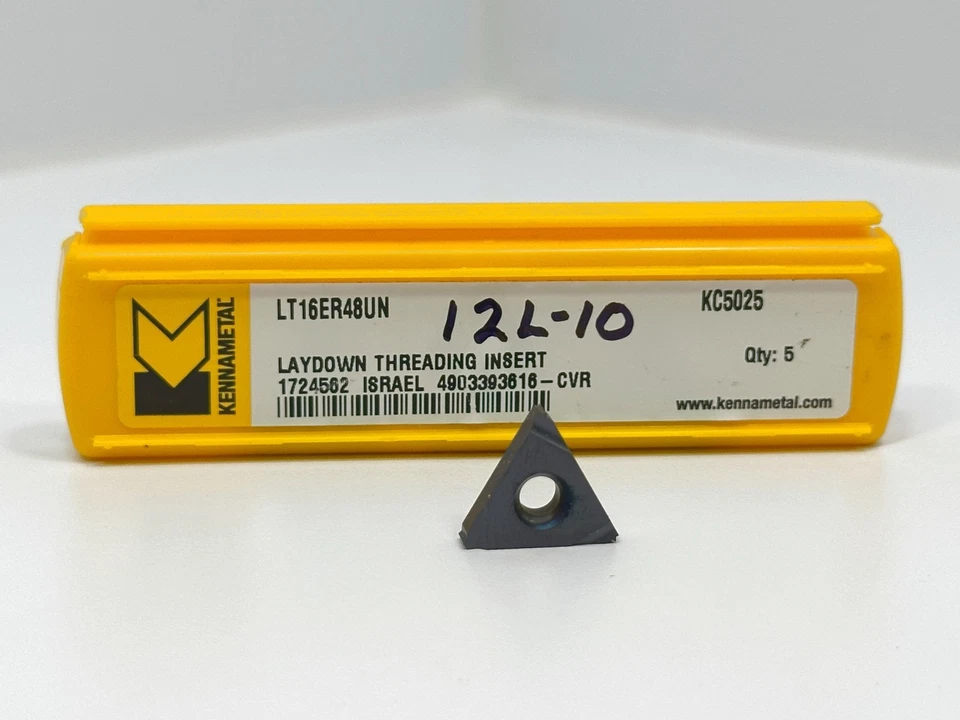 KENNAMETAL
LT16ER48UN
12L-10
KC5025
LAYDOWN THREADING INSERT
Qty: 5
1724562 ISRAEL 4903393616-CVR
www.kennametal.com